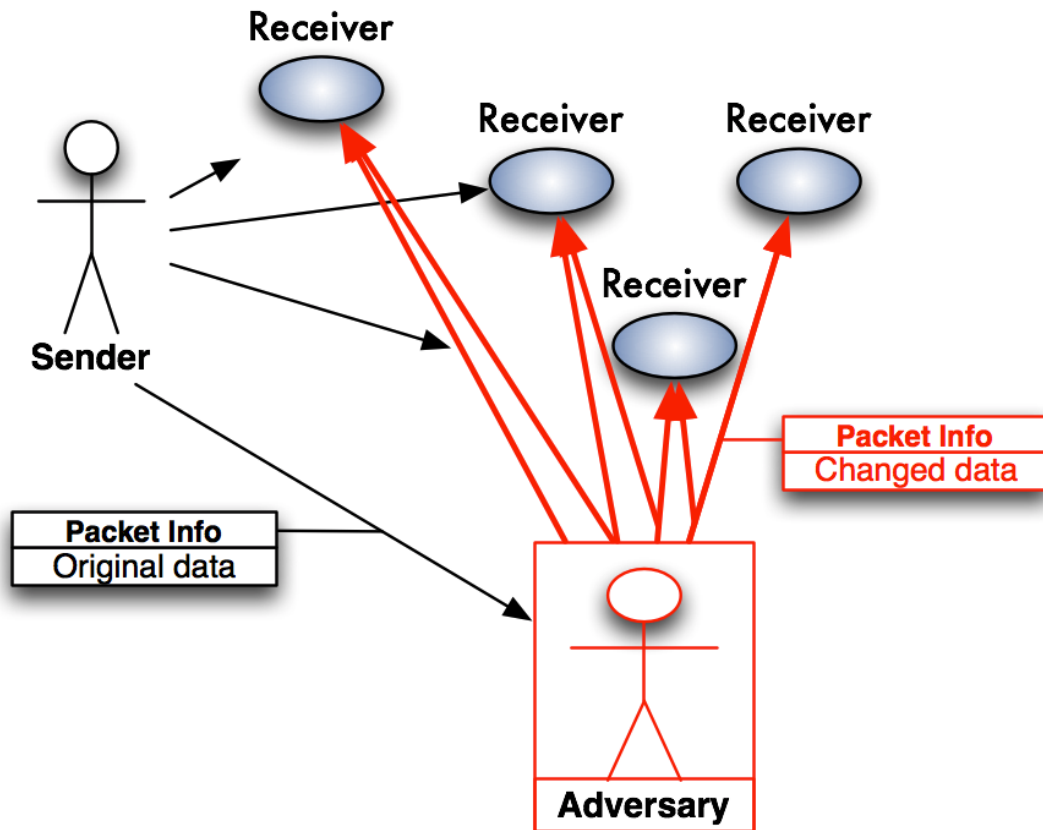 Receiver
Receiver
Receiver
Receiver
Sender
Packet Info
Changed data
Packet Info
Original data
Adversary